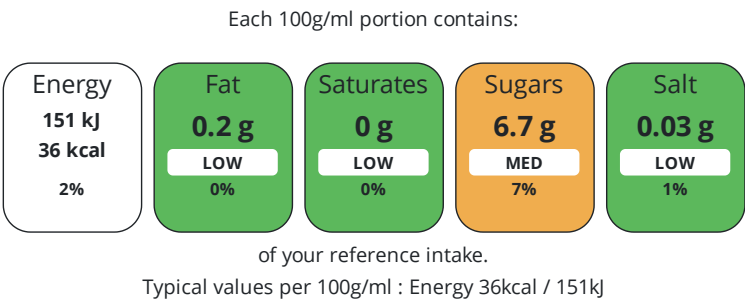 Each 100g/ml portion contains:
Energy
151 kJ
36 kcal
2%
Fat
0.2 g
LOW
0%
Saturates
0 g
LOW
0%
Sugars
6.7 g
MED
7%
Salt
0.03 g
LOW
1%
of your reference intake.
Typical values per 100g/ml : Energy 36kcal / 151kJ